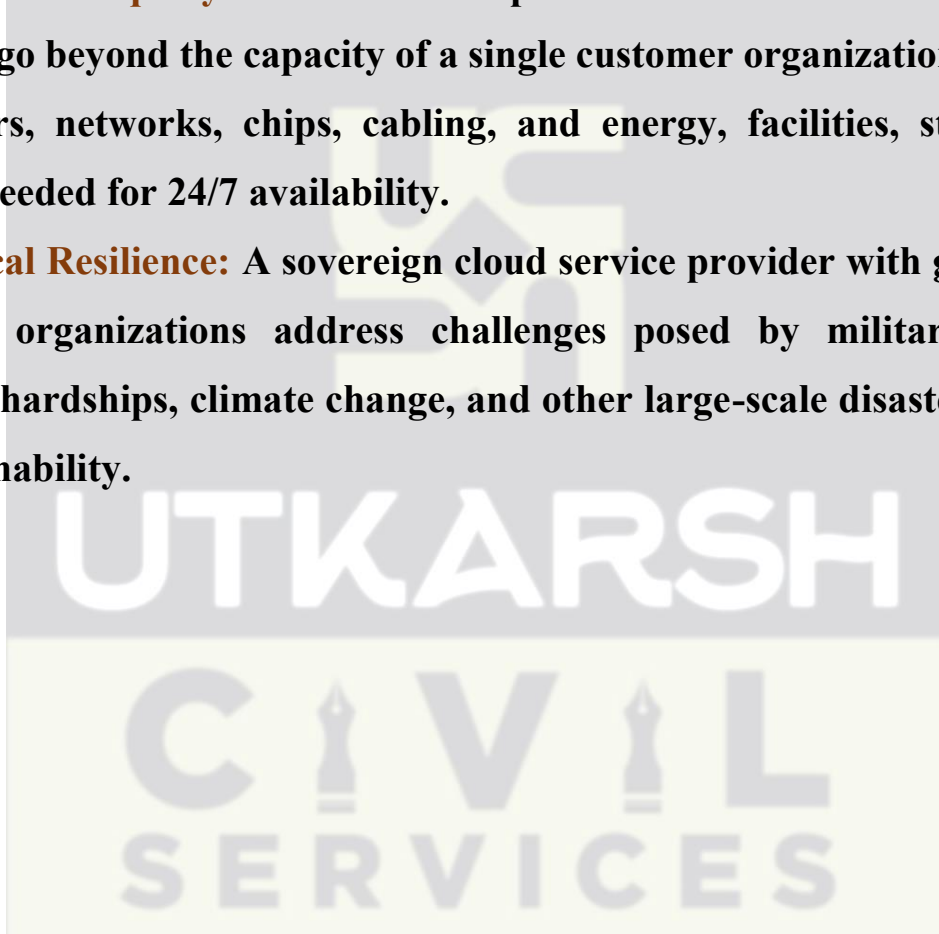 go beyond the capacity of a single customer organization
rs, networks, chips, cabling, and energy, facilities, st
eeded for 24/7 availability.
cal Resilience: A sovereign cloud service provider with g
organizations address challenges posed by militar
hardships, climate change, and other large-scale disaste
nability.
UTKARSH
CIVIL
SERVICES